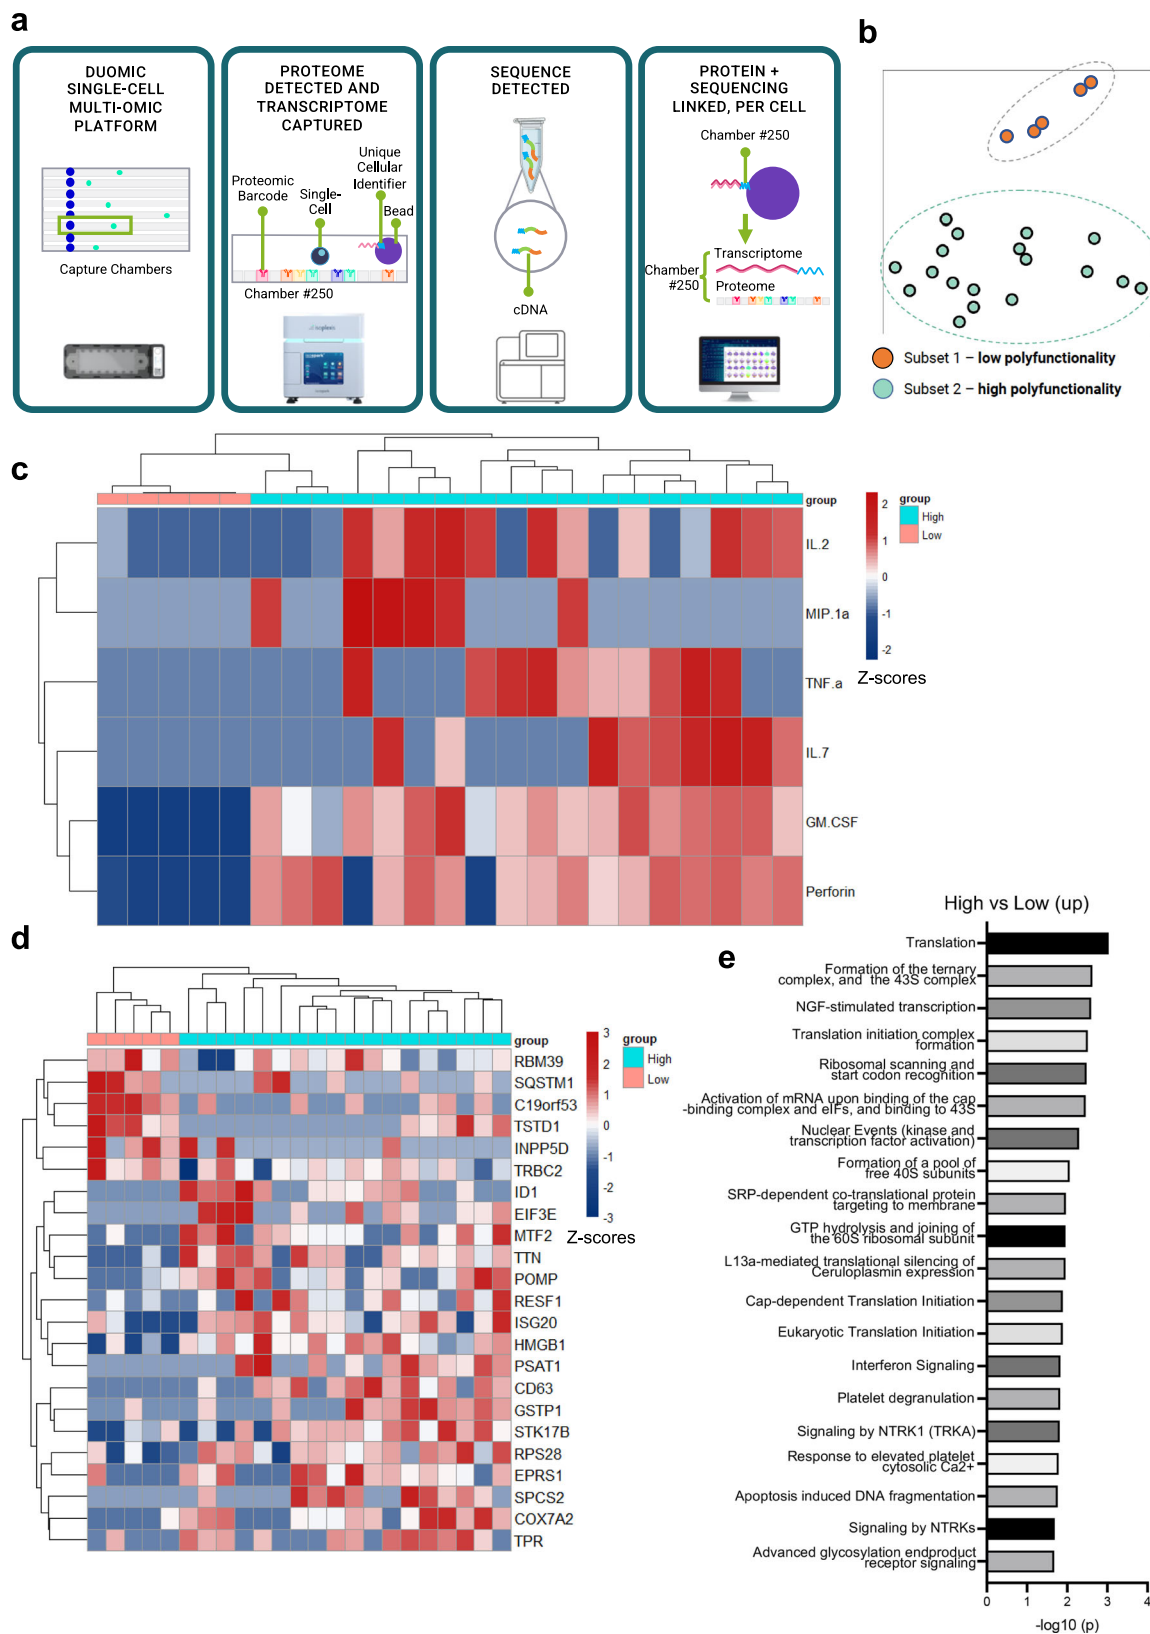 a
DUOMIC
SINGLE-CELL
MULTI-OMIC
PLATFORM
Capture Chambers
PROTEOME
DETECTED AND
TRANSCRIPTOME
CAPTURED
Unique
Cellular
Identifier
Proteomic
Barcode
Single-
Cell
Bead
Chamber #250
SEQUENCE
DETECTED
cDNA
PROTEIN +
SEQUENCING
LINKED, PER CELL
Chamber #250
Transcriptome
Chamber
#250
Proteome
b
Subset 1 – low polyfunctionality
Subset 2 – high polyfunctionality
c
group
IL.2
MIP.1a
TNF.a
IL.7
GM.CSF
Perforin
2
1
0
-1
-2
Z-scores
group
High
Low
d
group
RBM39
SQSTM1
C19orf53
TSTD1
INPP5D
TRBC2
ID1
EIF3E
MTF2
TTN
POMP
RESF1
ISG20
HMGB1
PSAT1
CD63
GSTP1
STK17B
RPS28
EPRS1
SPCS2
COX7A2
TPR
3
2
1
0
-1
-2
-3
Z-scores
group
High
Low
e
High vs Low (up)
Translation
Formation of the ternary
complex, and the 43S complex
NGF-stimulated transcription
Translation initiation complex
formation
Ribosomal scanning and
start codon recognition
Activation of mRNA upon binding of the cap
-binding complex and eIFs, and binding to 43S
Nuclear Events (kinase and
transcription factor activation)
Formation of a pool of
free 40S subunits
SRP-dependent co-translational protein
targeting to membrane
GTP hydrolysis and joining of
the 60S ribosomal subunit
L13a-mediated translational silencing of
Ceruloplasmin expression
Cap-dependent Translation Initiation
Eukaryotic Translation Initiation
Interferon Signaling
Platelet degranulation
Signaling by NTRK1 (TRKA)
Response to elevated platelet
cytosolic Ca2+
Apoptosis induced DNA fragmentation
Signaling by NTRKs
Advanced glycosylation endproduct
receptor signaling
0 1 2 3 4
-log10 (p)